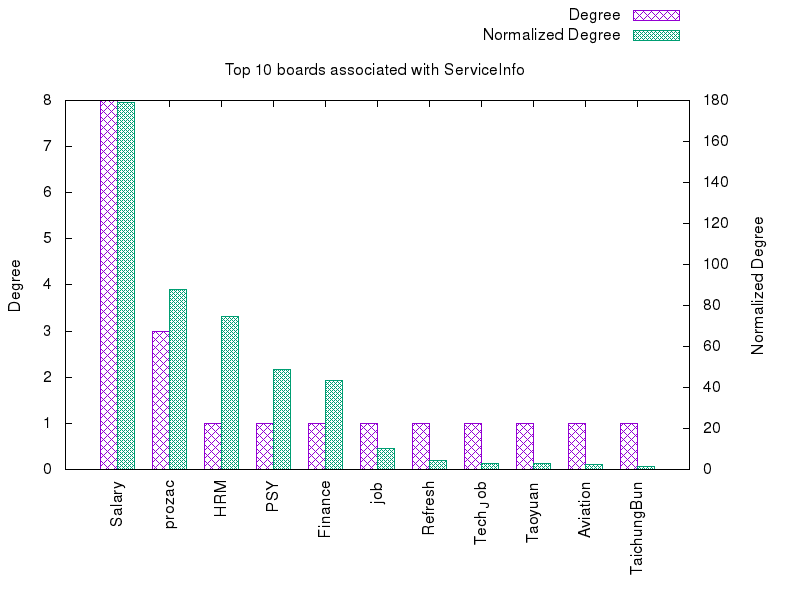 Degree
Normalized Degree
Top 10 boards associated with ServiceInfo
8
7
6
5
4
3
2
1
0
Degree
180
160
140
120
100
80
60
40
20
0
Normalized Degree
Salary
prozac
HRM
PSY
Finance
job
Refresh
Tech_Job
Taoyuan
Aviation
TaichungBun